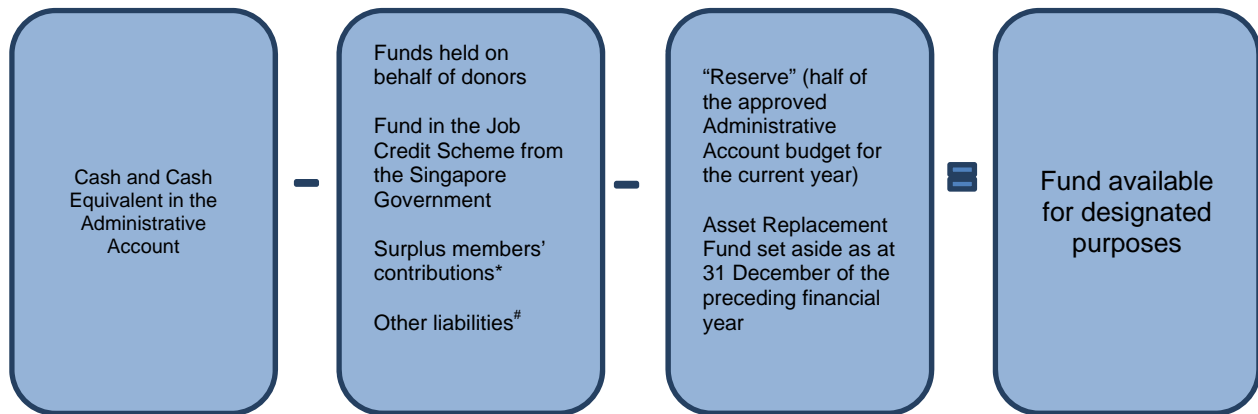 Cash and Cash
Equivalent in the
Administrative
Account
Funds held on
behalf of donors
Fund in the Job
Credit Scheme from
the Singapore
Government
Surplus members’
contributions*
Other liabilities#
“Reserve” (half of
the approved
Administrative
Account budget for
the current year)
Asset Replacement
Fund set aside as at
31 December of the
preceding financial
year
Fund available
for designated
purposes